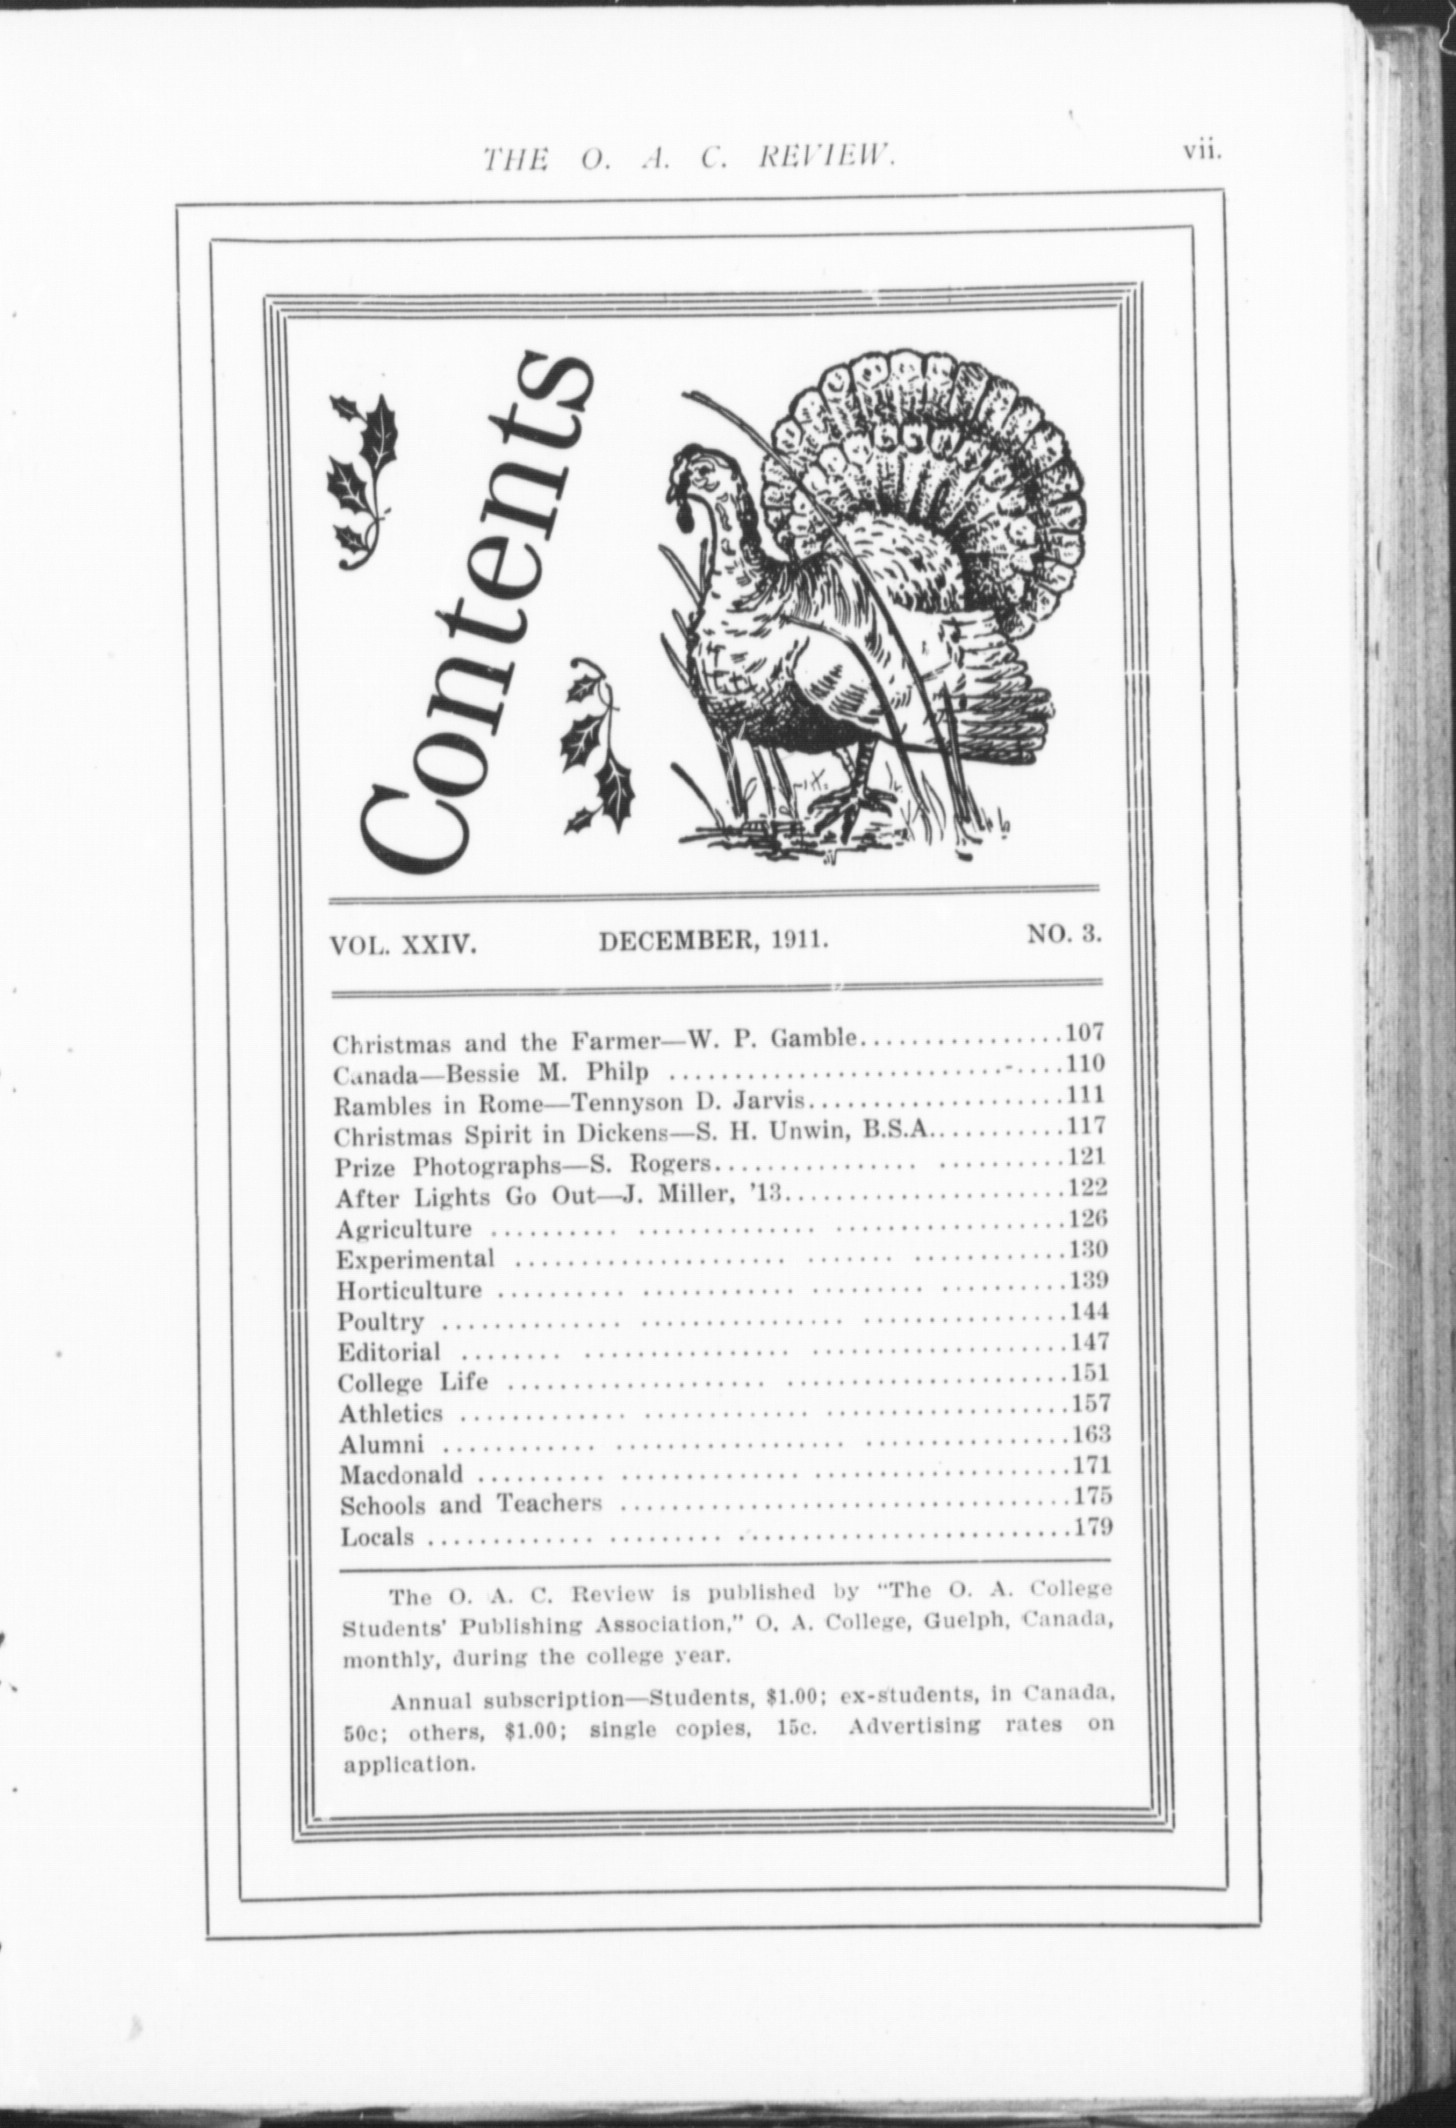 THE O. A. C. REVIEW.
vii.
Contents
VOL. XXIV. DECEMBER, 1911. NO. 3.
Christmas and the Farmer—W. P. Gamble................107
Canada—Bessie M. Philp ..............................110
Rambles in Rome—Tennyson D. Jarvis....................111
Christmas Spirit in Dickens—S. H. Unwin, B.S.A...........117
Prize Photographs—S. Rogers................ ..........121
After Lights Go Out—J. Miller, '13......................122
Agriculture .......... .............. ..................126
Experimental ..................... ....... ............130
Horticulture .......... ............ ......... ..........139
Poultry .............. ................ ................144
Editorial ........ ................ ....................147
College Life .................... ......................151
Athletics ............. ............. ...................157
Alumni ............ .................. ................163
Macdonald .......... .............. ....................171
Schools and Teachers ...................................175
Locals ............. ......... ..........................179
The O. A. C. Review is published by "The O. A. College
Students' Publishing Association," O. A. College, Guelph, Canada,
monthly, during the college year.
Annual subscription—Students, $1.00; ex-students, in Canada,
50c; others, $1.00; single copies, 15c. Advertising rates on
application.